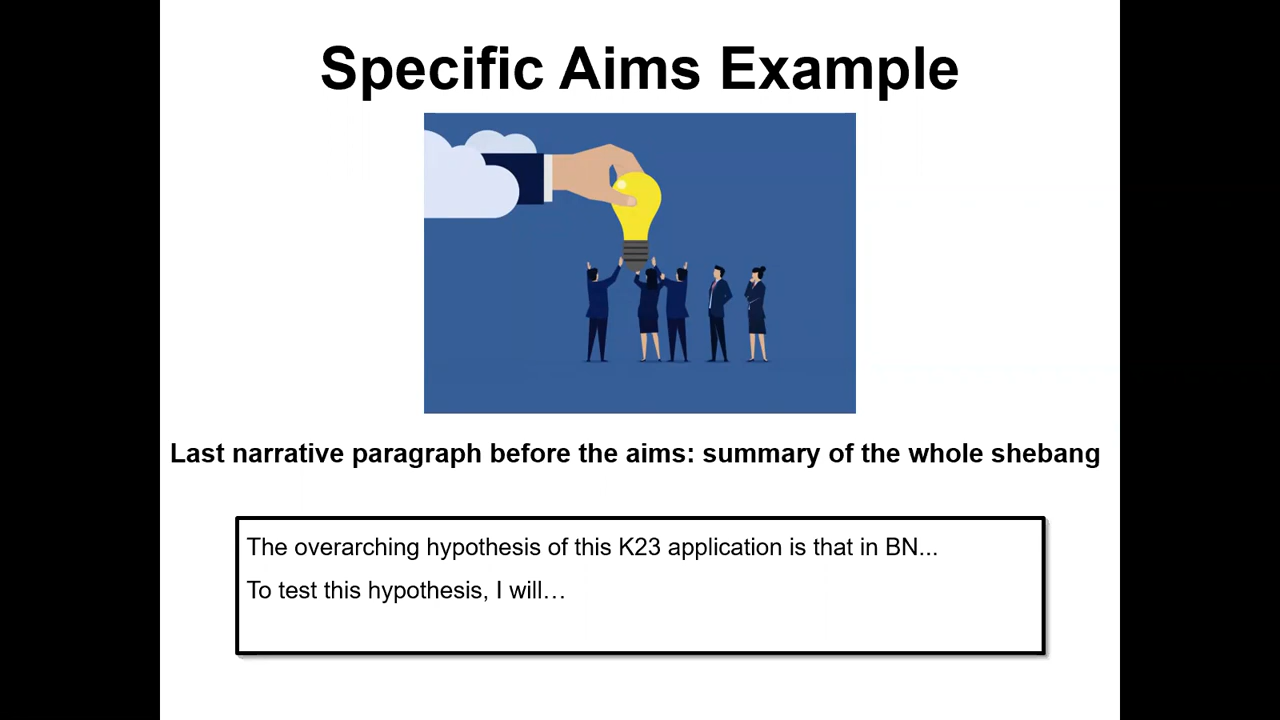 Specific Aims Example
Last narrative paragraph before the aims: summary of the whole shebang
The overarching hypothesis of this K23 application is that in BN...
To test this hypothesis, I will…